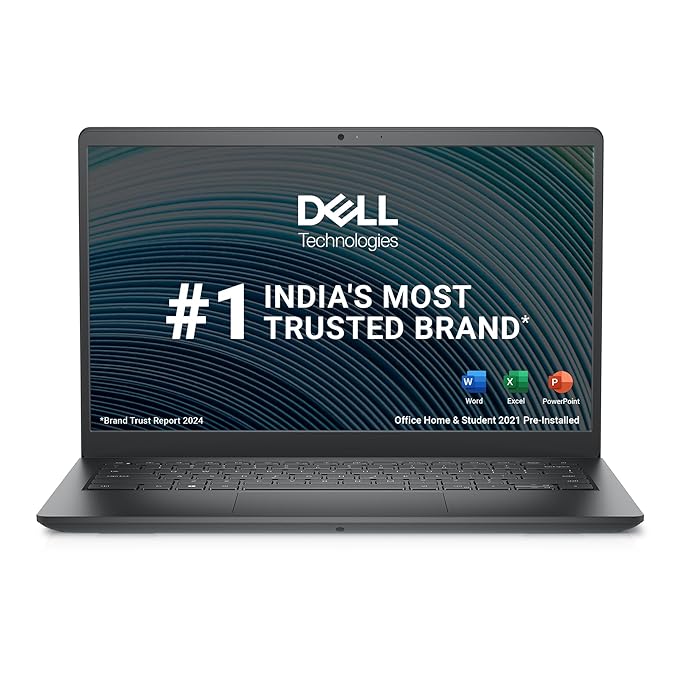 DELL
Technologies
#1 INDIA'S MOST
TRUSTED BRAND*
Word Excel PowerPoint
*Brand Trust Report 2024
Office Home & Student 2021 Pre-Installed